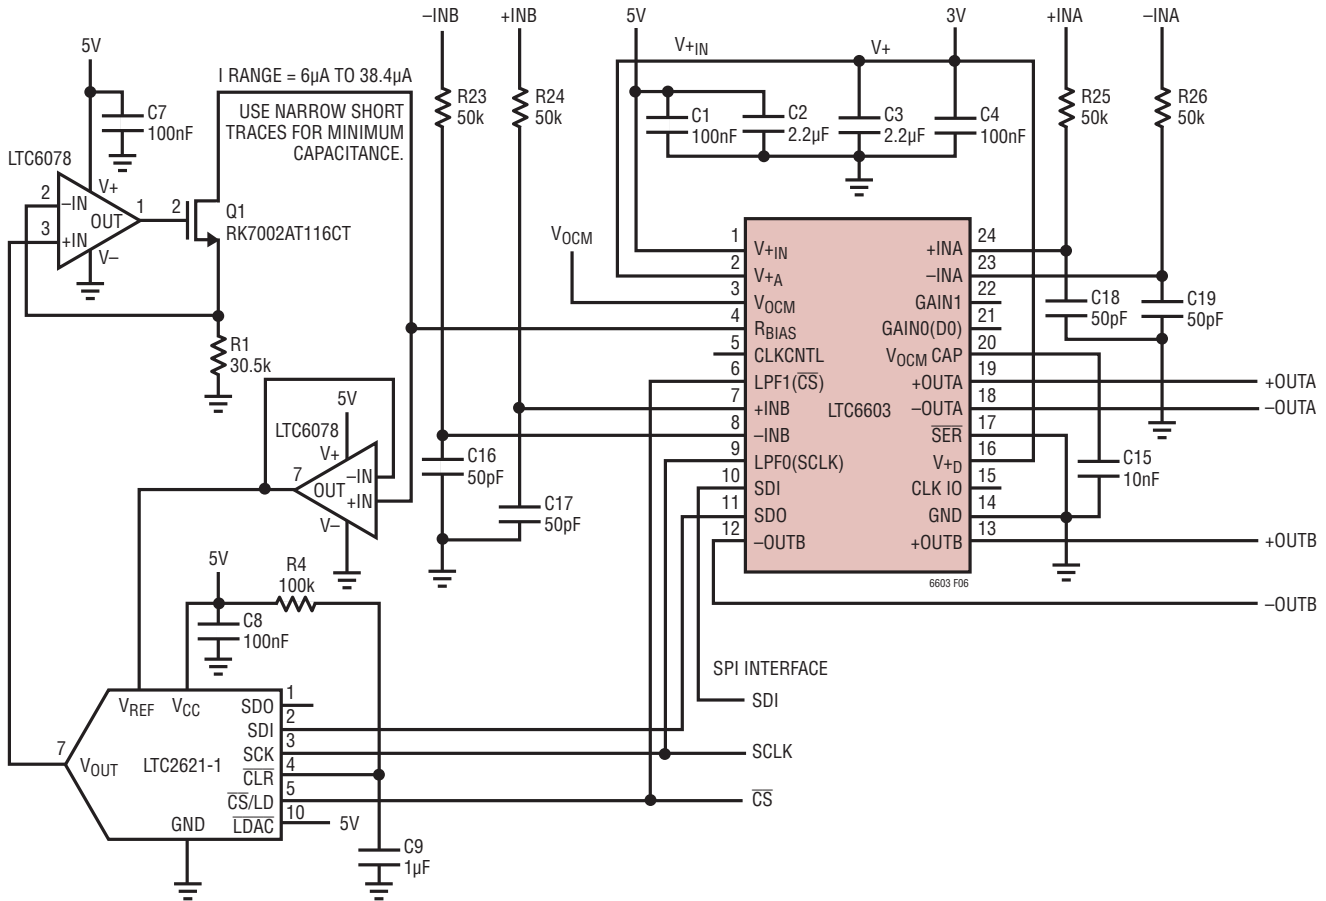 –INB
+INB
5V
3V
+INA
–INA
5V
V+IN
V+
I RANGE = 6µA TO 38.4µA
C7
100nF
USE NARROW SHORT
TRACES FOR MINIMUM
CAPACITANCE.
R23
50k
R24
50k
C1
100nF
C2
2.2µF
C3
2.2µF
C4
100nF
R25
50k
R26
50k
LTC6078
V+
2
–IN
3
+IN
OUT
1
V–
2
Q1
RK7002AT116CT
VOCM
R1
30.5k
1
V+IN
2
V+A
3
VOCM
4
RBIAS
5
CLKCNTL
6
LPF1(CS)
7
+INB
8
–INB
9
LPF0(SCLK)
10
SDI
11
SDO
12
–OUTB
LTC6603
24
+INA
23
–INA
22
GAIN1
21
GAIN0(D0)
20
VOCM CAP
19
+OUTA
18
–OUTA
17
SER
16
V+D
15
CLK IO
14
GND
13
+OUTB
6603 F06
C18
50pF
C19
50pF
+OUTA
–OUTA
C15
10nF
+OUTB
–OUTB
5V
LTC6078
V+
–IN
7
OUT
+IN
V–
C16
50pF
C17
50pF
5V
R4
100k
C8
100nF
SPI INTERFACE
SDI
SCLK
CS
VREF
VCC
SDO
1
SDI
2
SCK
3
CLR
4
CS/LD
5
LDAC
10
5V
7
VOUT
LTC2621-1
GND
C9
1µF